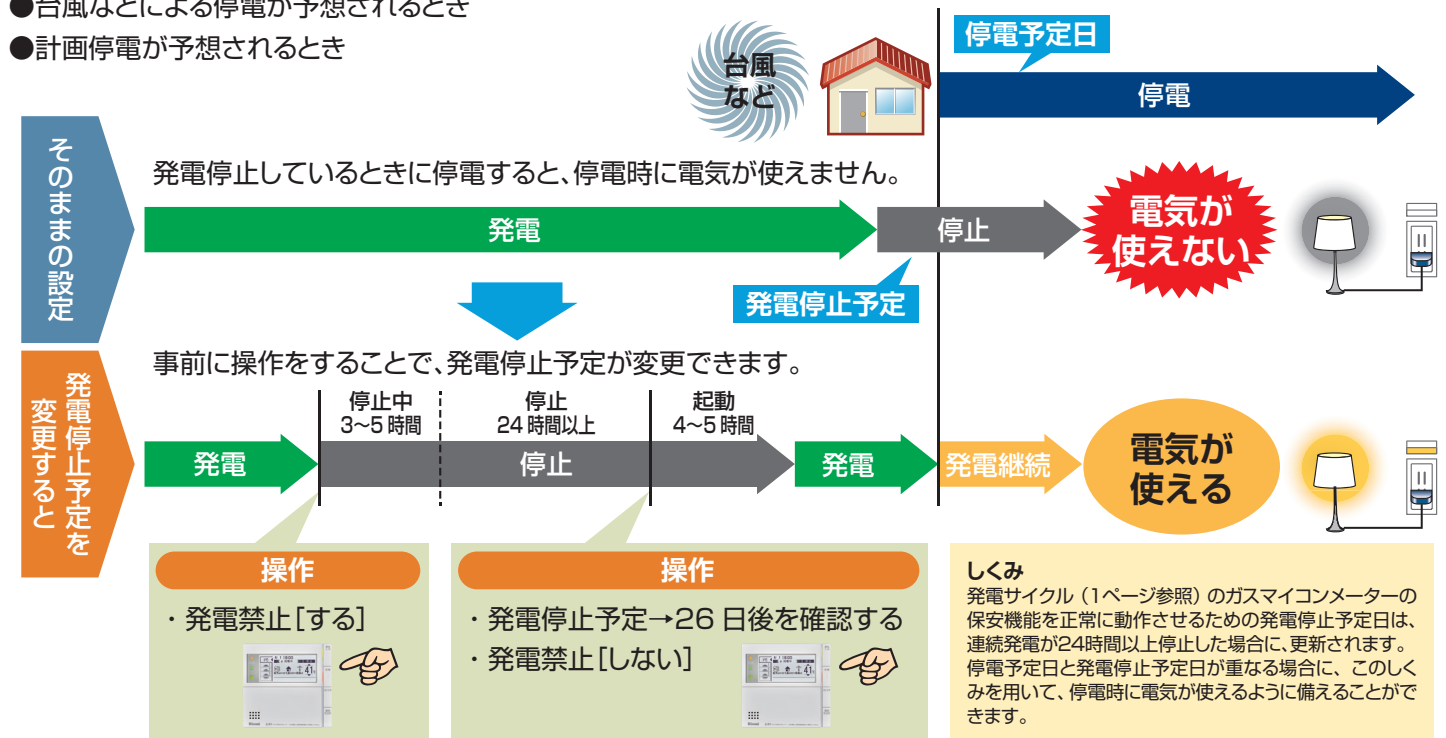 ●台風などによる停電が予想されるとき
●計画停電が予想されるとき
台風
など
停電予定日
停電
そのままの設定
発電停止しているときに停電すると、停電時に電気が使えません。
発電
停止
電気が
使えない
発電停止予定
発電停止予定を
変更すると
事前に操作をすることで、発電停止予定が変更できます。
停止中
3〜5 時間
停止
24 時間以上
起動
4〜5 時間
発電
停止
発電
発電継続
電気が
使える
操作
・発電禁止[する]
操作
・発電停止予定→26 日後を確認する
・発電禁止[しない]
しくみ
発電サイクル（1ページ参照）のガスマイコンメーターの
保安機能を正常に動作させるための発電停止予定日は、
連続発電が24時間以上停止した場合に、更新されます。
停電予定日と発電停止予定日が重なる場合に、このしく
みを用いて、停電時に電気が使えるように備えることがで
きます。